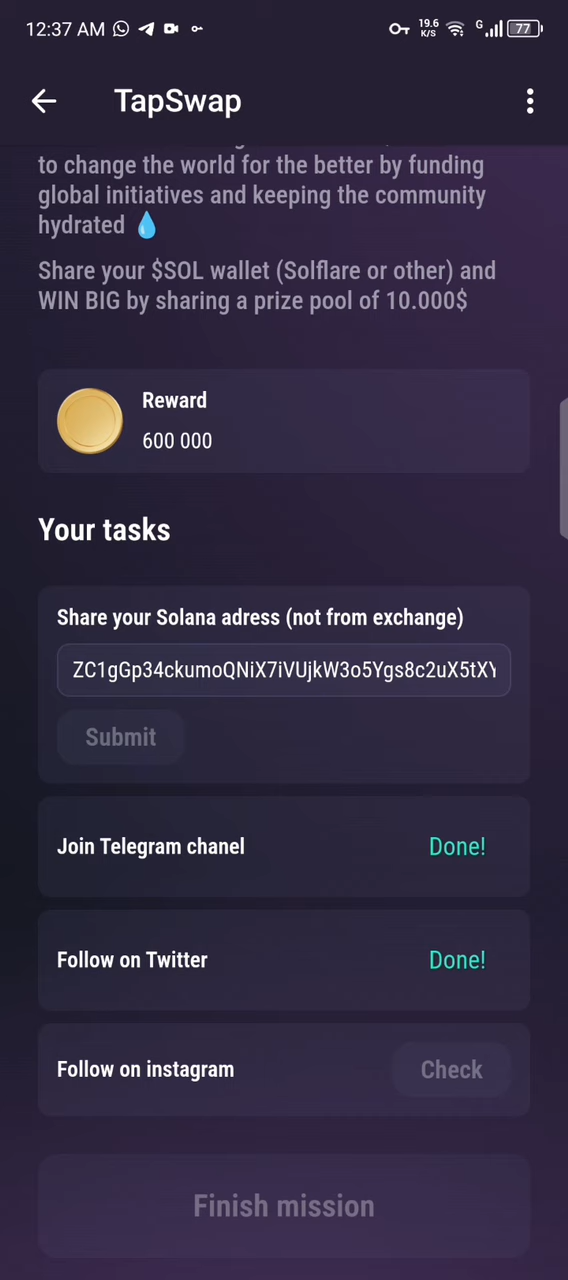 12:37 AM
19.6
K/S
G
77
TapSwap
to change the world for the better by funding
global initiatives and keeping the community
hydrated 💧
Share your $SOL wallet (Solflare or other) and
WIN BIG by sharing a prize pool of 10.000$
Reward
600 000
Your tasks
Share your Solana adress (not from exchange)
ZC1gGp34ckumoQNiX7iVUjkW3o5Ygs8c2uX5tXY
Submit
Join Telegram chanel
Done!
Follow on Twitter
Done!
Follow on instagram
Check
Finish mission